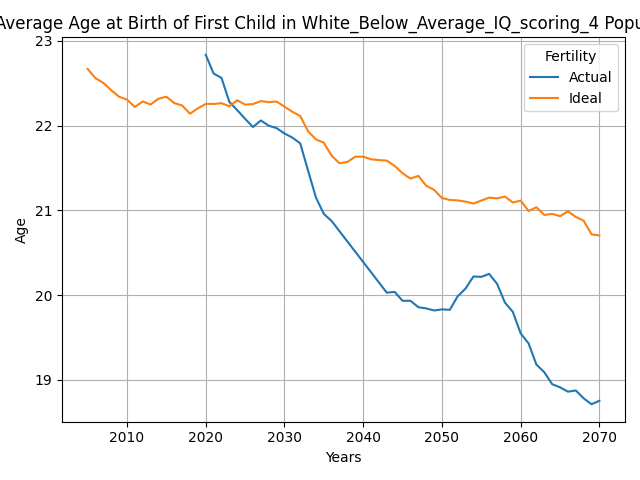 Average Age at Birth of First Child in White_Below_Average_IQ_scoring_4
23
22
21
20
19
Age
2010
2020
2030
2040
2050
2060
2070
Years
Fertility
Actual
Ideal